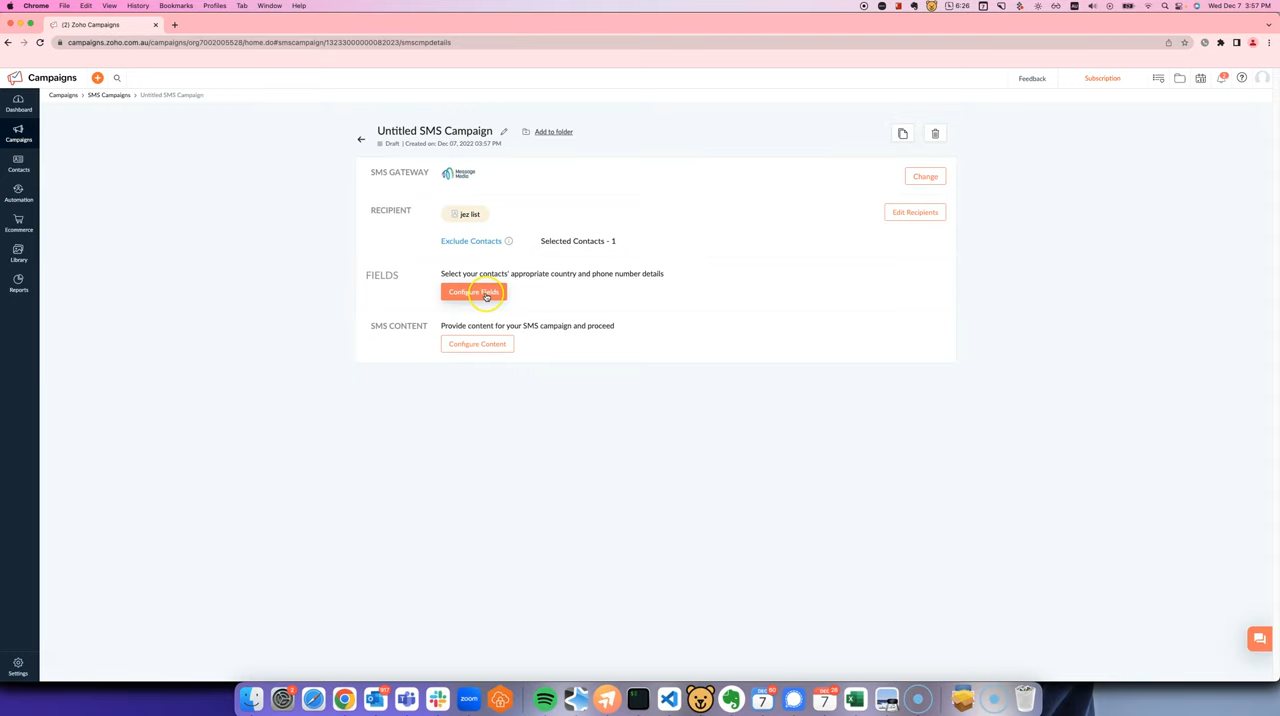 Chrome File Edit View History Bookmarks Profiles Tab Window Help
6:26
Wed Dec 7 3:57 PM
(2) Zoho Campaigns
campaigns.zoho.com.au/campaigns/org7002005528/home.do#smscampaign/13233000000082023/smscmpdetails
Campaigns
Feedback
Subscription
Campaigns > SMS Campaigns > Untitled SMS Campaign
Dashboard
Campaigns
Contacts
Automation
Ecommerce
Library
Reports
Settings
Untitled SMS Campaign
Add to folder
Draft | Created on: Dec 07, 2022 03:57 PM
SMS GATEWAY
Message Media
Change
RECIPIENT
jez list
Edit Recipients
Exclude Contacts
Selected Contacts - 1
FIELDS
Select your contacts' appropriate country and phone number details
Configure Fields
SMS CONTENT
Provide content for your SMS campaign and proceed
Configure Content
zoom